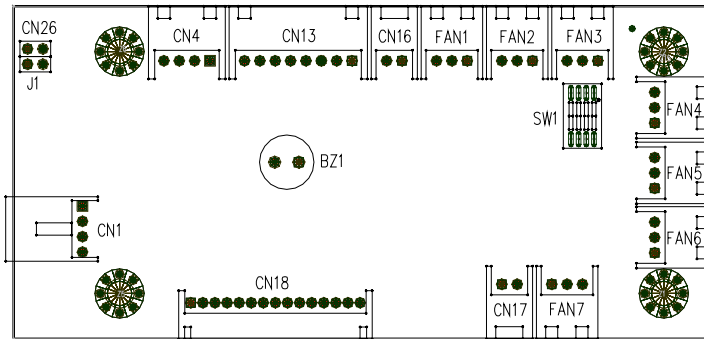 CN26
CN4
CN13
CN16
FAN1
FAN2
FAN3
J1
SW1
FAN4
BZ1
FAN5
CN1
FAN6
CN18
CN17
FAN7